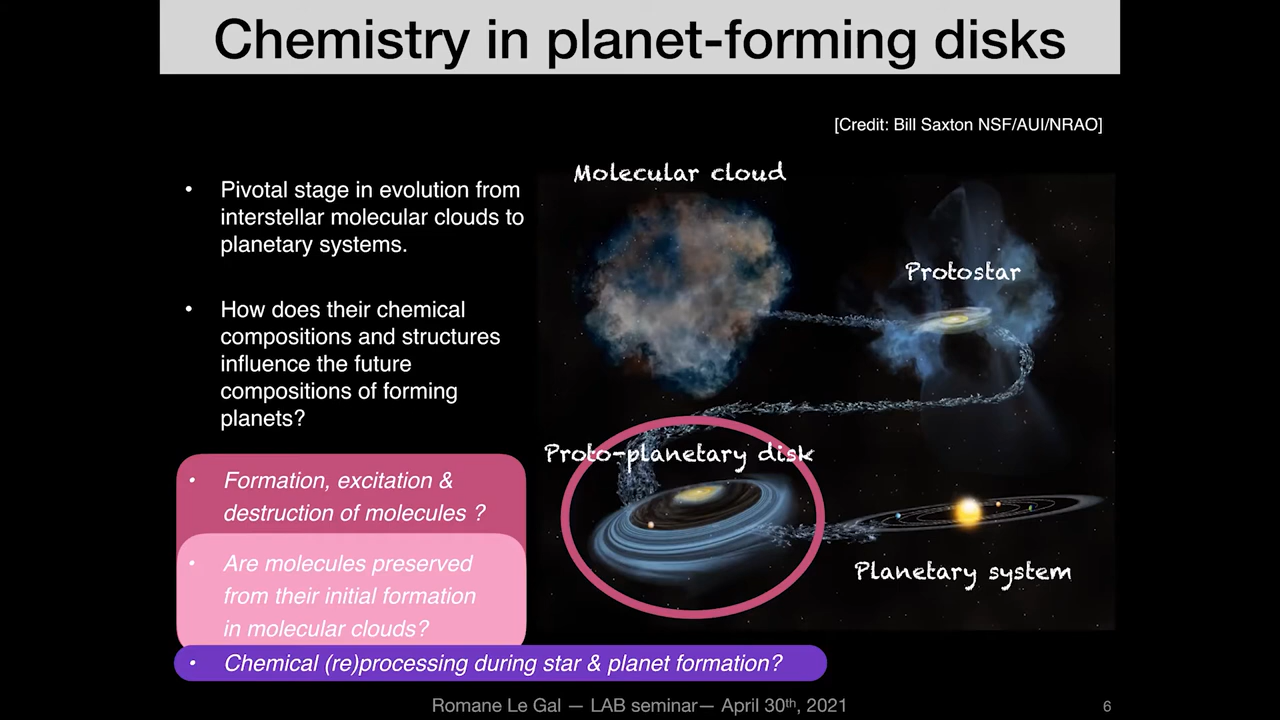 Chemistry in planet-forming disks
[Credit: Bill Saxton NSF/AUI/NRAO]
• Pivotal stage in evolution from
interstellar molecular clouds to
planetary systems.
• How does their chemical
compositions and structures
influence the future
compositions of forming
planets?
• Formation, excitation &
destruction of molecules ?
• Are molecules preserved
from their initial formation
in molecular clouds?
• Chemical (re)processing during star & planet formation?
Molecular cloud
Protostar
Proto-planetary disk
Planetary system
Romane Le Gal — LAB seminar— April 30th, 2021
6